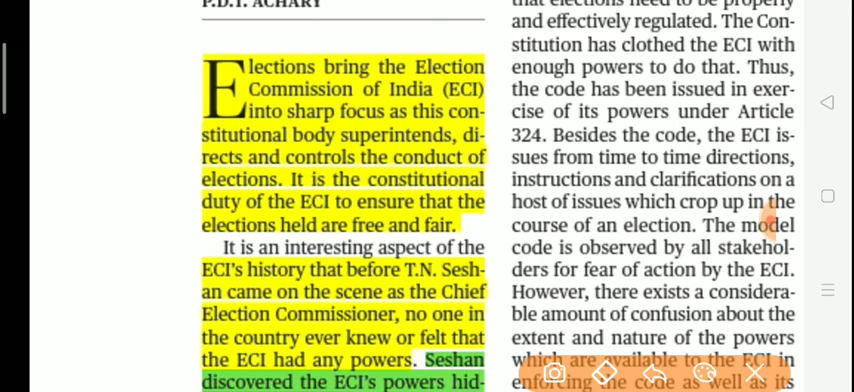 P.D.T. ACHARY
Elections bring the Election
Commission of India (ECI)
into sharp focus as this con-
stitutional body superintends, di-
rects and controls the conduct of
elections. It is the constitutional
duty of the ECI to ensure that the
elections held are free and fair.
It is an interesting aspect of the
ECI's history that before T.N. Sesh-
an came on the scene as the Chief
Election Commissioner, no one in
the country ever knew or felt that
the ECI had any powers. Seshan
discovered the ECI's powers hid-
that elections need to be properly
and effectively regulated. The Con-
stitution has clothed the ECI with
enough powers to do that. Thus,
the code has been issued in exer-
cise of its powers under Article
324. Besides the code, the ECI is-
sues from time to time directions,
instructions and clarifications on a
host of issues which crop up in the
course of an election. The model
code is observed by all stakehol-
ders for fear of action by the ECI.
However, there exists a considera-
ble amount of confusion about the
extent and nature of the powers
which are available to the ECI in
enforcing the code as well as its